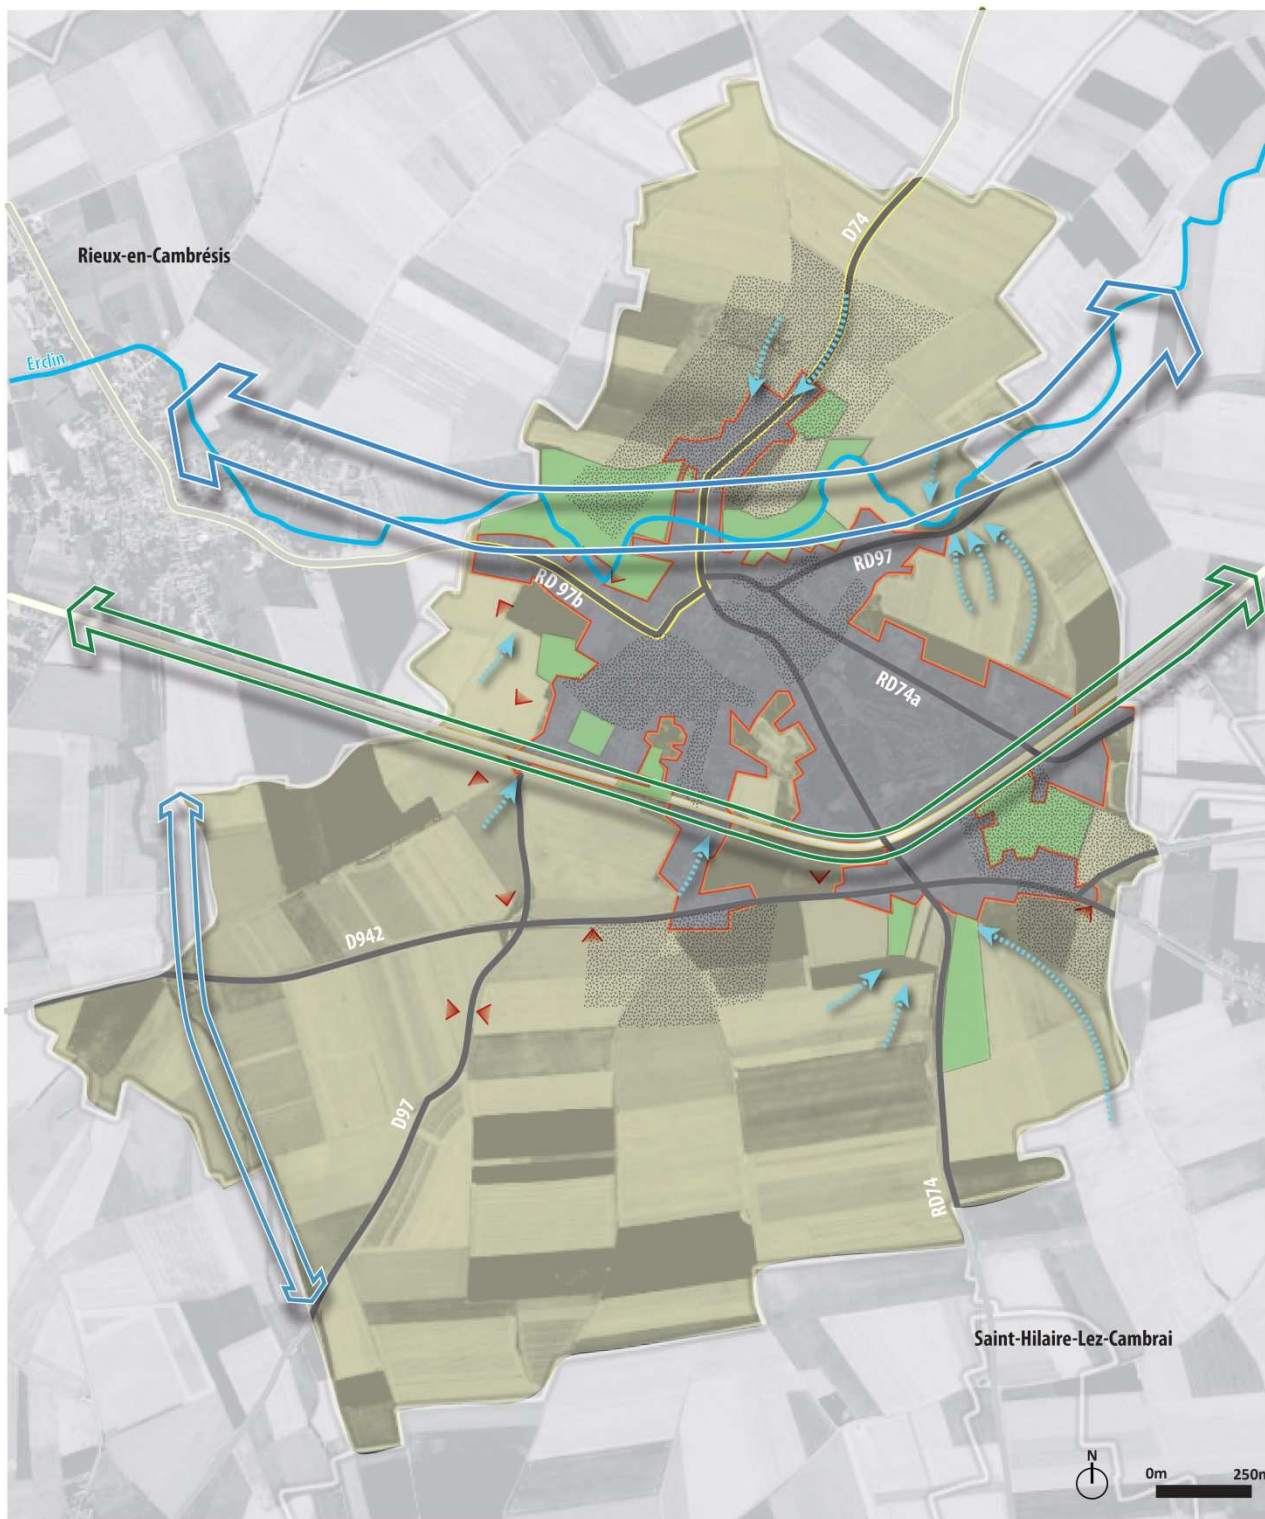 D74
Rieux-en-Cambrésis
Erclin
RD97
RD 97b
RD74a
D942
D97
RD74
Saint-Hilaire-Lez-Cambrai
N
0m 250m